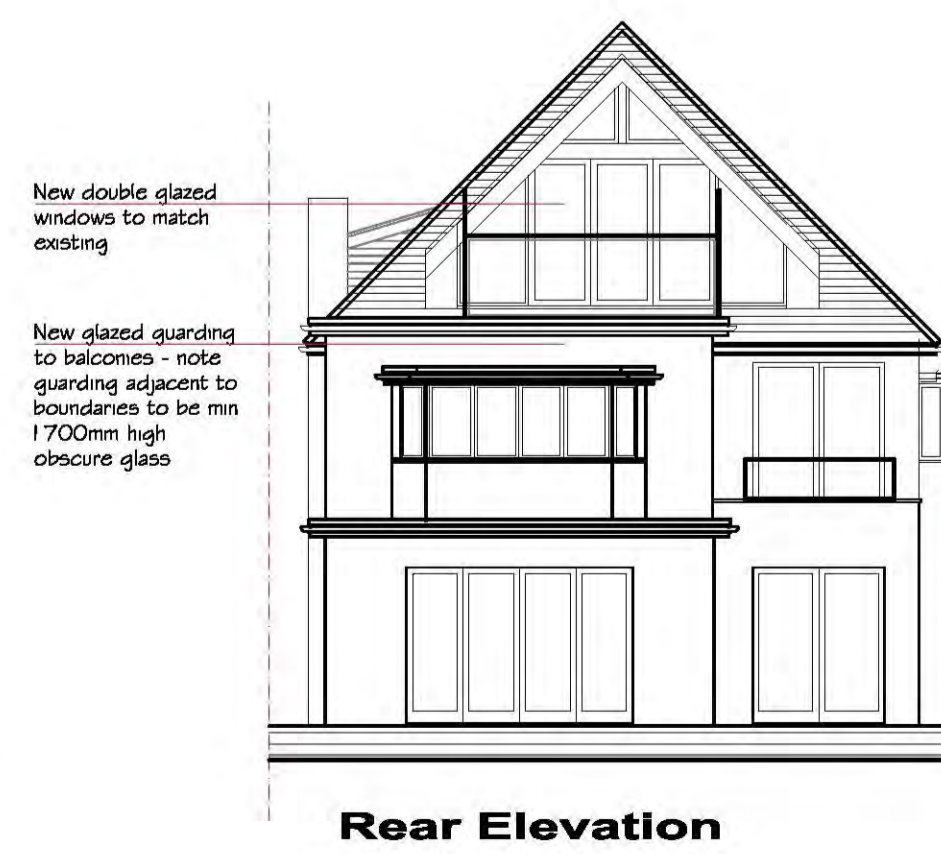 New double glazed
windows to match
existing
New glazed guarding
to balconies - note
guarding adjacent to
boundaries to be min
1700mm high
obscure glass
Rear Elevation